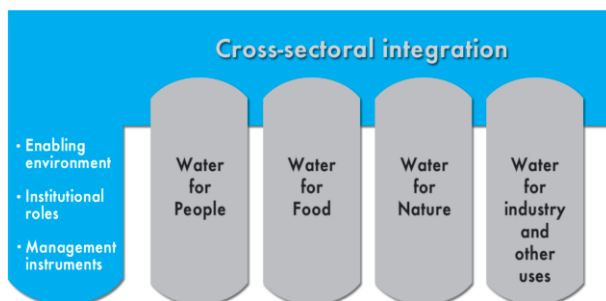 Cross-sectoral integration
· Enabling
environment
· Institutional
roles
· Management
instruments
Water
for
People
Water
for
Food
Water
for
Nature
Water
for
industry
and
other
uses